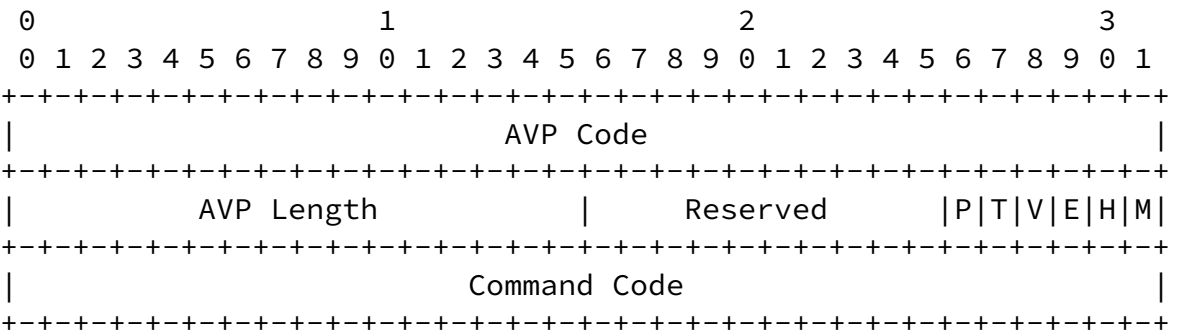 0                   1                   2                   3
 0 1 2 3 4 5 6 7 8 9 0 1 2 3 4 5 6 7 8 9 0 1 2 3 4 5 6 7 8 9 0 1
+-+-+-+-+-+-+-+-+-+-+-+-+-+-+-+-+-+-+-+-+-+-+-+-+-+-+-+-+-+-+-+-+
|                           AVP Code                            |
+-+-+-+-+-+-+-+-+-+-+-+-+-+-+-+-+-+-+-+-+-+-+-+-+-+-+-+-+-+-+-+-+
|          AVP Length           |     Reserved      |P|T|V|E|H|M|
+-+-+-+-+-+-+-+-+-+-+-+-+-+-+-+-+-+-+-+-+-+-+-+-+-+-+-+-+-+-+-+-+
|                         Command Code                          |
+-+-+-+-+-+-+-+-+-+-+-+-+-+-+-+-+-+-+-+-+-+-+-+-+-+-+-+-+-+-+-+-+